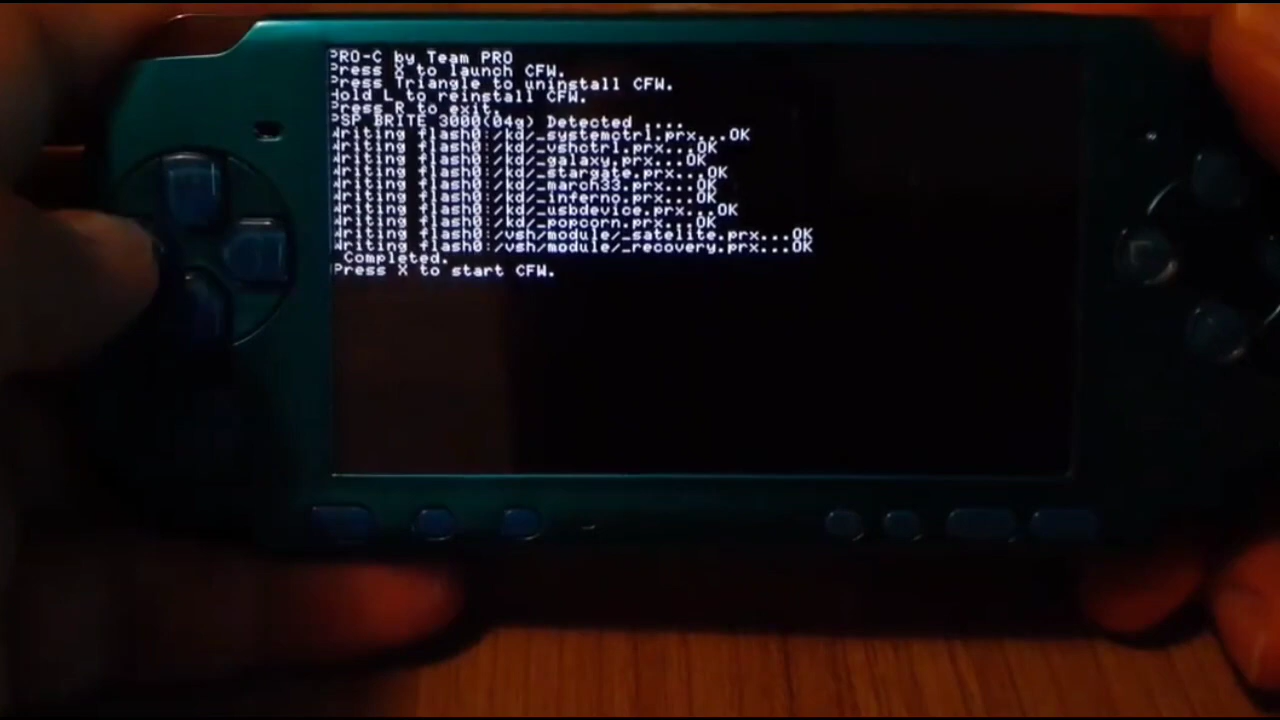 PRO-C by Team PRO
Press X to launch CFW.
Press Triangle to uninstall CFW.
Hold L to reinstall CFW.
Press R to exit.
PSP BRITE 3000(04g) Detected ....
Writing flash0:/kd/_systemctrl.prx...OK
Writing flash0:/kd/_vshctrl.prx...OK
Writing flash0:/kd/_galaxy.prx...OK
Writing flash0:/kd/_stargate.prx...OK
Writing flash0:/kd/_march33.prx...OK
Writing flash0:/kd/_inferno.prx...OK
Writing flash0:/kd/_usbdevice.prx...OK
Writing flash0:/kd/_popcorn.prx...OK
Writing flash0:/vsh/module/_satelite.prx...OK
Writing flash0:/vsh/module/_recovery.prx...OK
Completed.
Press X to start CFW.